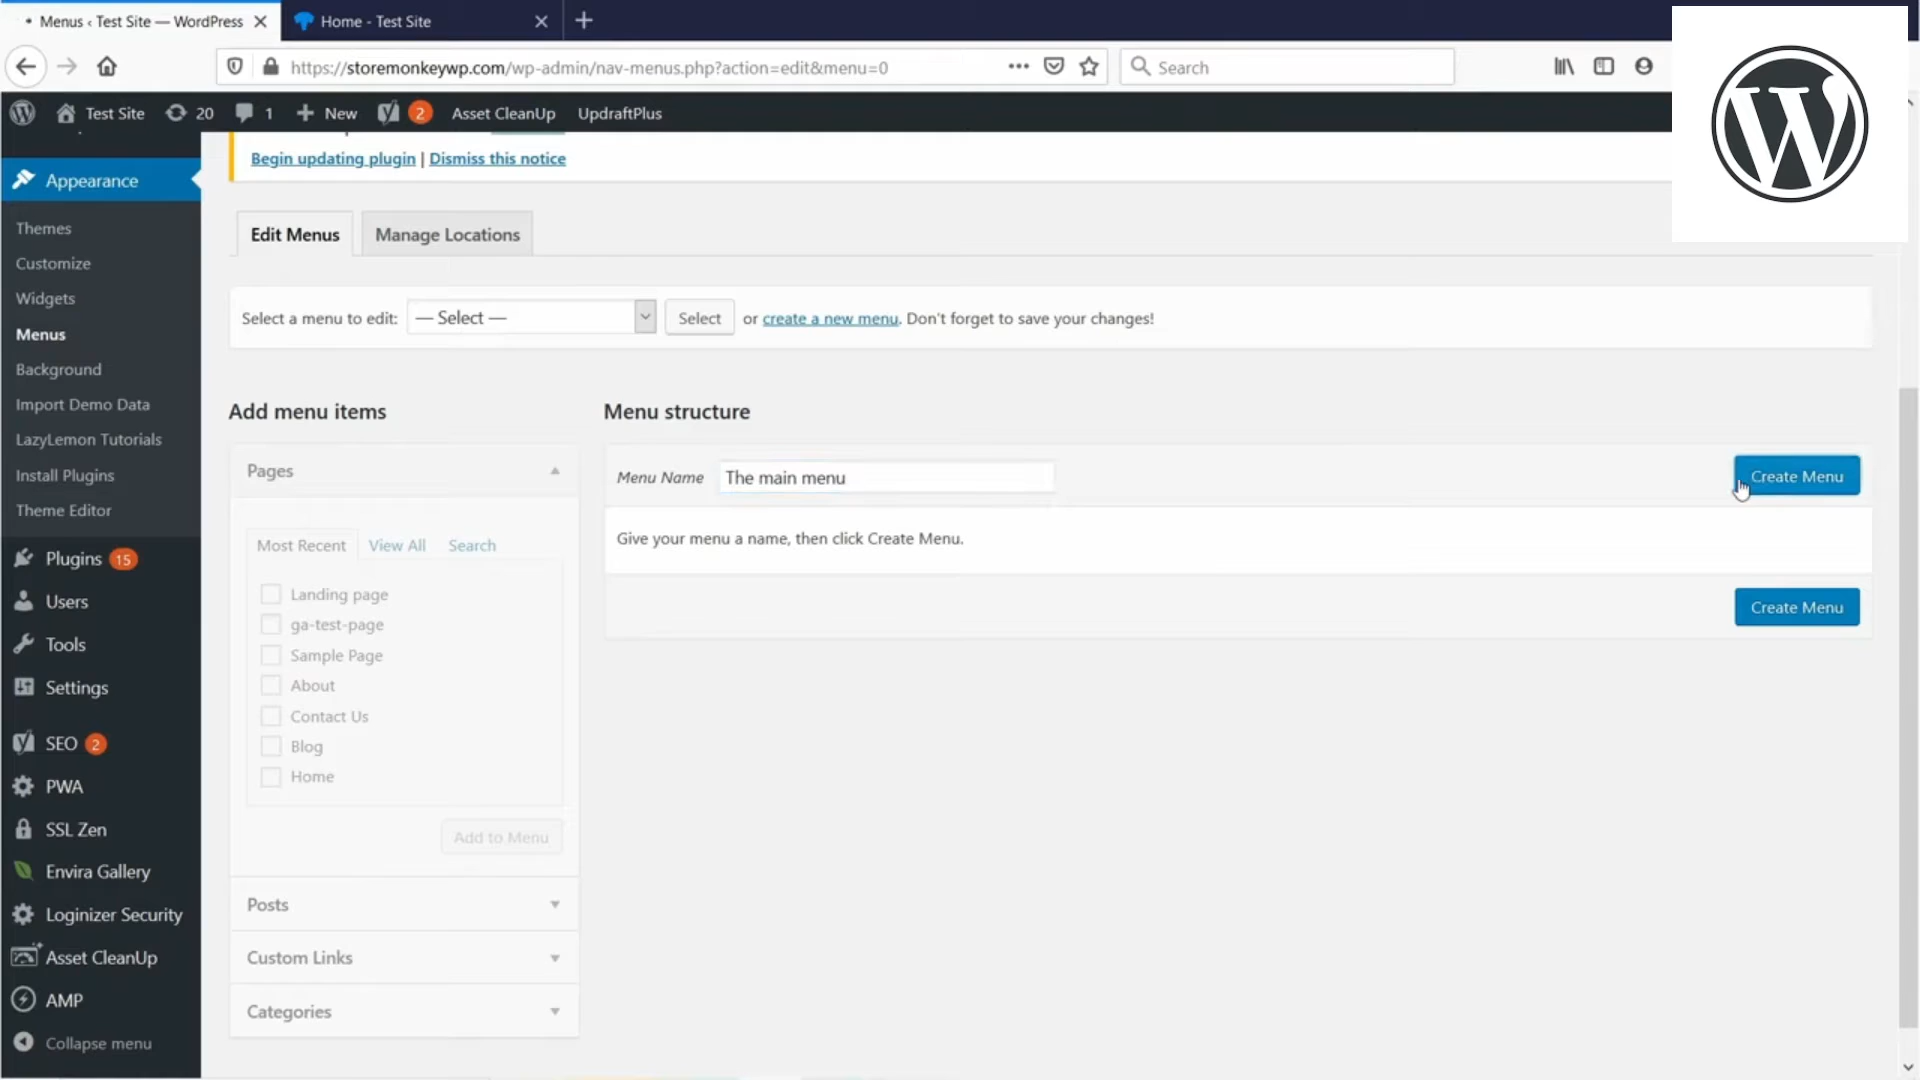 Menus ‹ Test Site — WordPress
Home - Test Site
https://storemonkeywp.com/wp-admin/nav-menus.php?action=edit&menu=0
Search
Test Site
20
1
New
2
Asset CleanUp
UpdraftPlus
Begin updating plugin | Dismiss this notice
Appearance
Themes
Customize
Widgets
Menus
Background
Import Demo Data
LazyLemon Tutorials
Install Plugins
Theme Editor
Plugins 15
Users
Tools
Settings
SEO 2
PWA
SSL Zen
Envira Gallery
Loginizer Security
Asset CleanUp
AMP
Collapse menu
Edit Menus
Manage Locations
Select a menu to edit: — Select — Select or create a new menu. Don't forget to save your changes!
Add menu items
Pages
Most Recent View All Search
Landing page
ga-test-page
Sample Page
About
Contact Us
Blog
Home
Add to Menu
Posts
Custom Links
Categories
Menu structure
Menu Name The main menu
Create Menu
Give your menu a name, then click Create Menu.
Create Menu